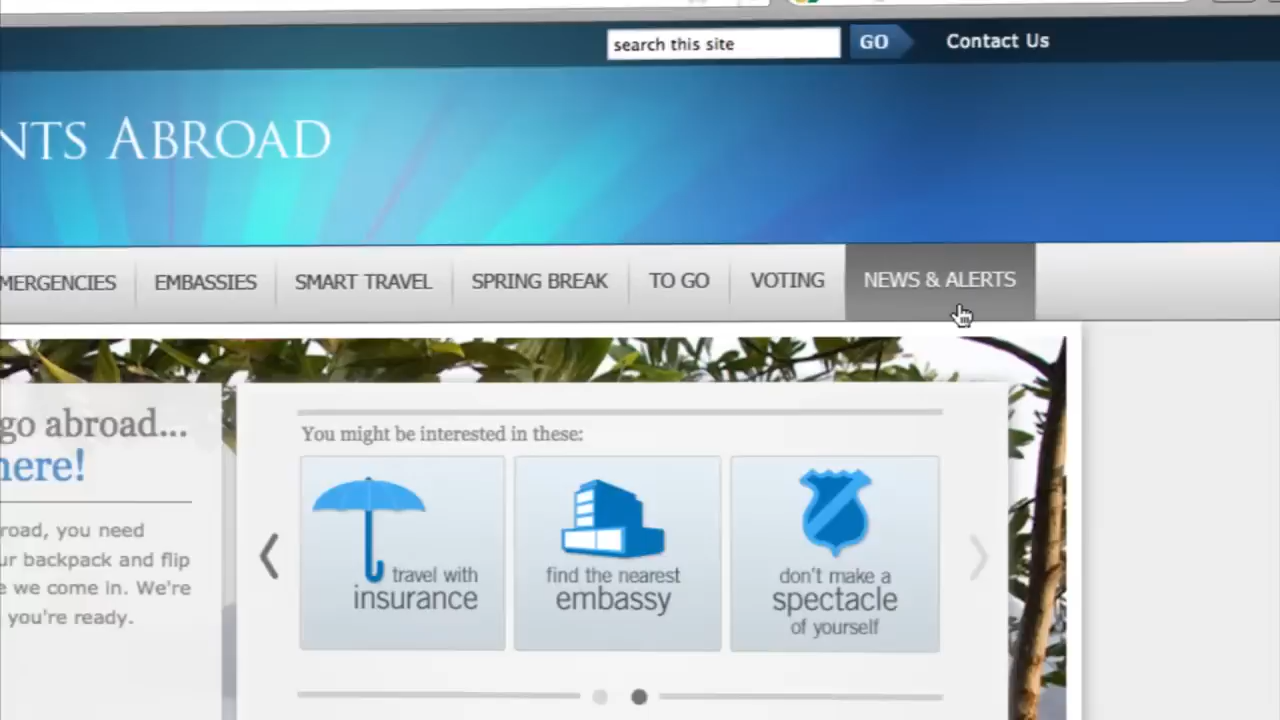 search this site
GO
Contact Us
NTS ABROAD
MERGENCIES
EMBASSIES
SMART TRAVEL
SPRING BREAK
TO GO
VOTING
NEWS & ALERTS
go abroad...
here!
road, you need
ur backpack and flip
e we come in. We're
you're ready.
You might be interested in these:
travel with
insurance
find the nearest
embassy
don't make a
spectacle
of yourself